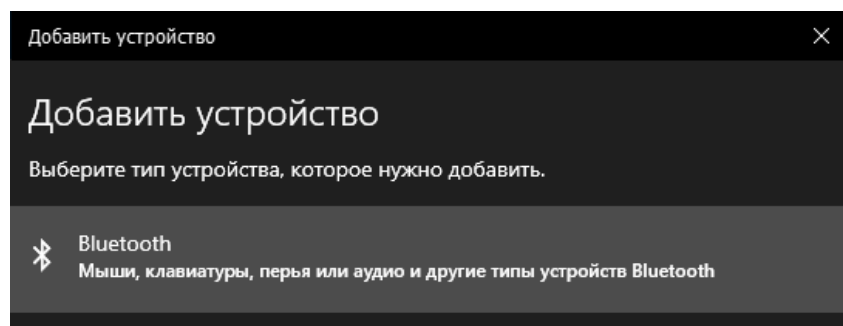 Добавить устройство
Добавить устройство
Выберите тип устройства, которое нужно добавить.
Bluetooth
Мыши, клавиатуры, перья или аудио и другие типы устройств Bluetooth